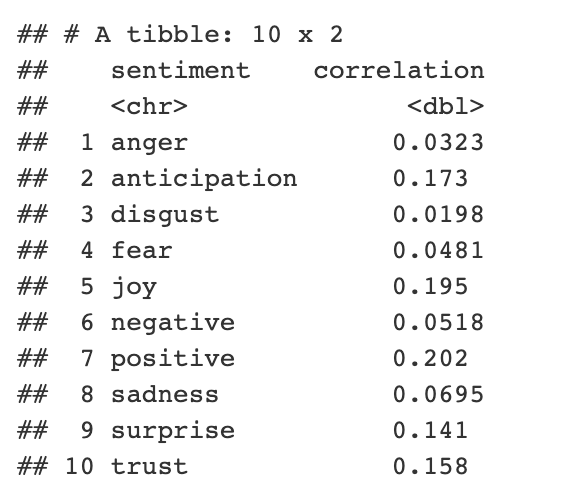 ## # A tibble: 10 x 2
##    sentiment    correlation
##    <chr>              <dbl>
##  1 anger             0.0323
##  2 anticipation      0.173
##  3 disgust           0.0198
##  4 fear              0.0481
##  5 joy               0.195
##  6 negative          0.0518
##  7 positive          0.202
##  8 sadness           0.0695
##  9 surprise          0.141
## 10 trust             0.158